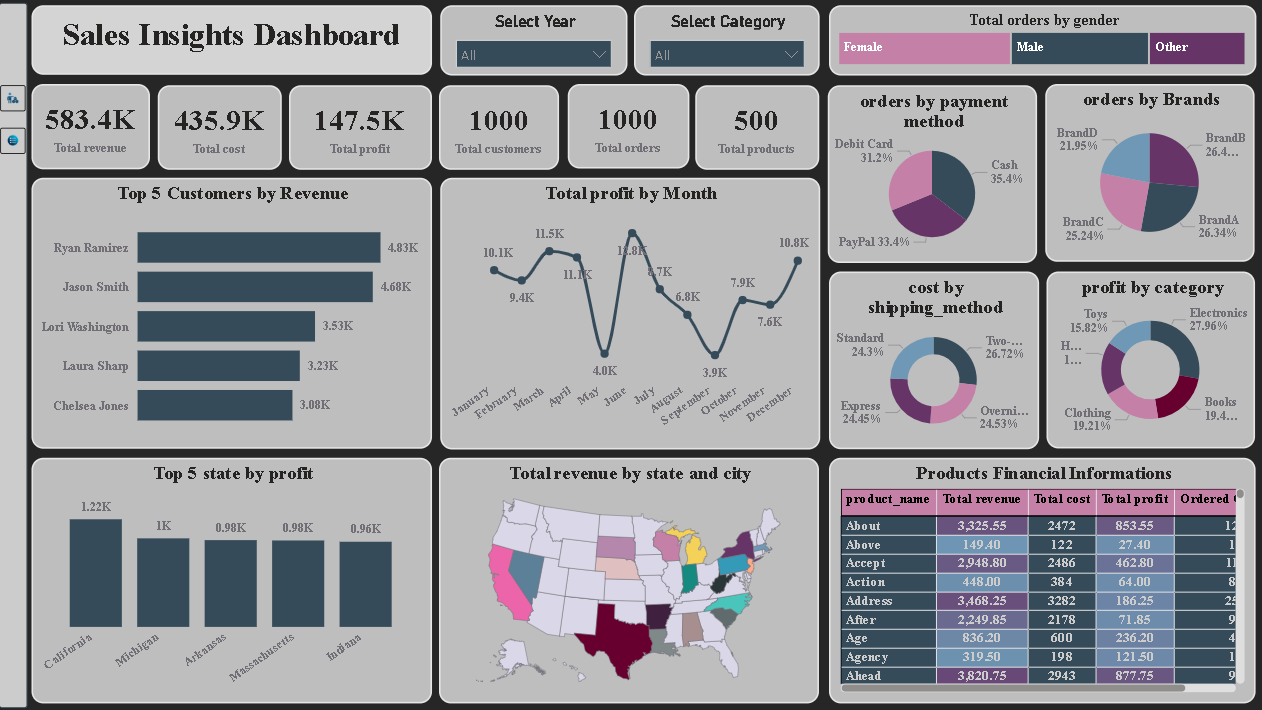 Sales Insights Dashboard
Select Year
All
Select Category
All
Total orders by gender
Female
Male
Other
583.4K
Total revenue
435.9K
Total cost
147.5K
Total profit
1000
Total customers
1000
Total orders
500
Total products
orders by payment
method
Debit Card
31.2%
Cash
35.4%
PayPal 33.4%
orders by Brands
BrandD
21.95%
BrandB
26.4...
BrandC
25.24%
BrandA
26.34%
Top 5 Customers by Revenue
Ryan Ramirez
4.83K
Jason Smith
4.68K
Lori Washington
3.53K
Laura Sharp
3.23K
Chelsea Jones
3.08K
Total profit by Month
10.1K
9.4K
11.5K
11.1K
4.0K
12.8K
8.7K
6.8K
3.9K
7.9K
7.6K
10.8K
January
February
March
April
May
June
July
August
September
October
November
December
cost by
shipping_method
Standard
24.3%
Two-...
26.72%
Express
24.45%
Overni...
24.53%
profit by category
Toys
15.82%
Electronics
27.96%
H...
1...
Clothing
19.21%
Books
19.4...
Top 5 state by profit
1.22K
1K
0.98K
0.98K
0.96K
California
Michigan
Arkansas
Massachusetts
Indiana
Total revenue by state and city
Products Financial Informations
product_name Total revenue Total cost Total profit Ordered
About 3,325.55 2472 853.55 12
Above 149.40 122 27.40 1
Accept 2,948.80 2486 462.80 11
Action 448.00 384 64.00 8
Address 3,468.25 3282 186.25 25
After 2,249.85 2178 71.85 9
Age 836.20 600 236.20 4
Agency 319.50 198 121.50 1
Ahead 3,820.75 2943 877.75 9